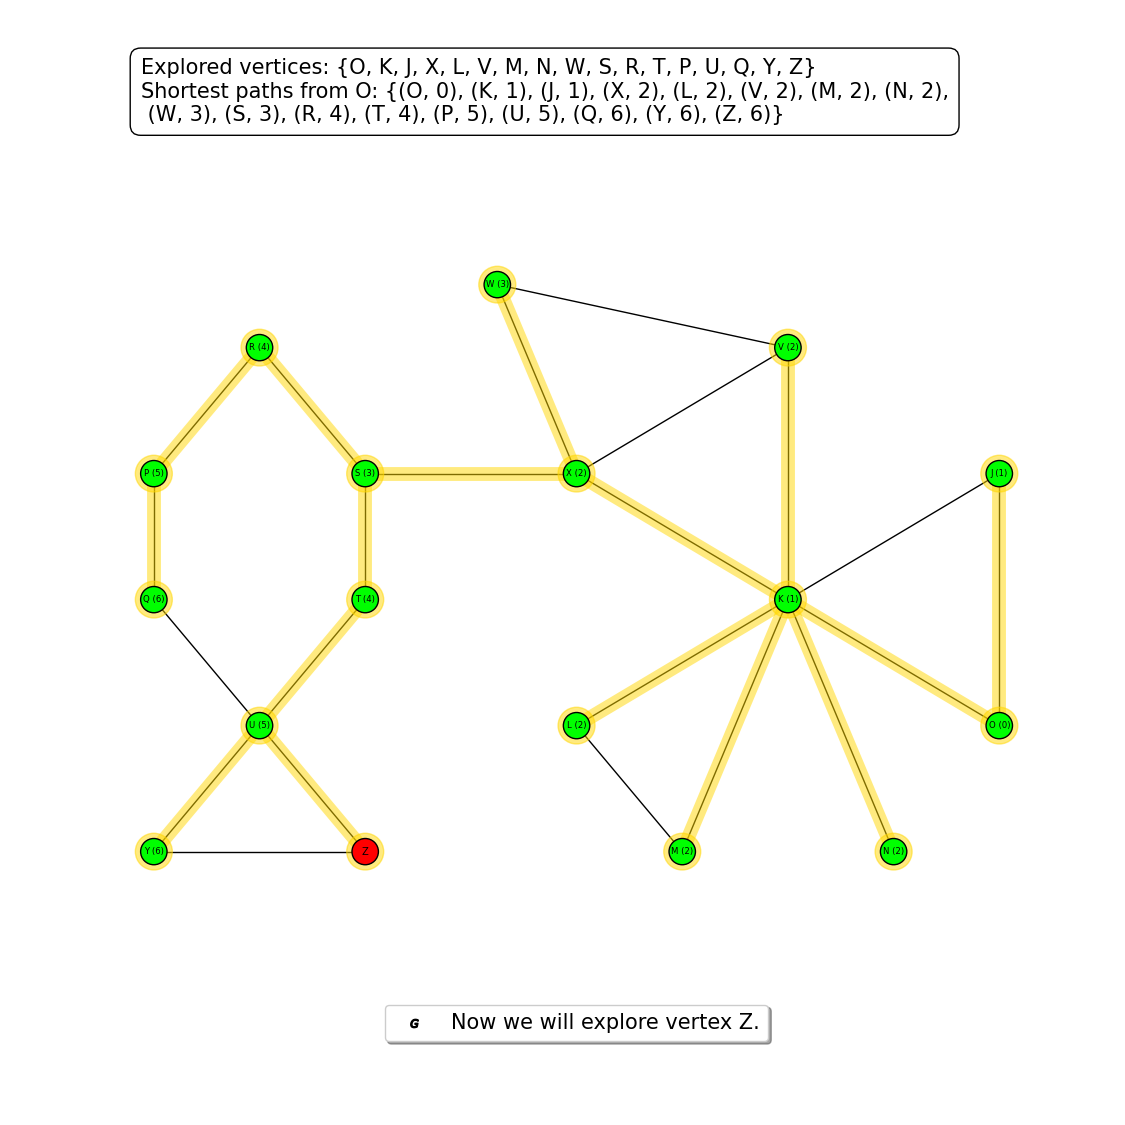 Explored vertices: {O, K, J, X, L, V, M, N, W, S, R, T, P, U, Q, Y, Z}
Shortest paths from O: {(O, 0), (K, 1), (J, 1), (X, 2), (L, 2), (V, 2), (M, 2), (N, 2),
(W, 3), (S, 3), (R, 4), (T, 4), (P, 5), (U, 5), (Q, 6), (Y, 6), (Z, 6)}
W (3)
R (4)
V (2)
P (5)
S (3)
X (2)
J (1)
Q (6)
T (4)
K (1)
U (5)
L (2)
O (0)
Y (6)
Z
M (2)
N (2)
G Now we will explore vertex Z.